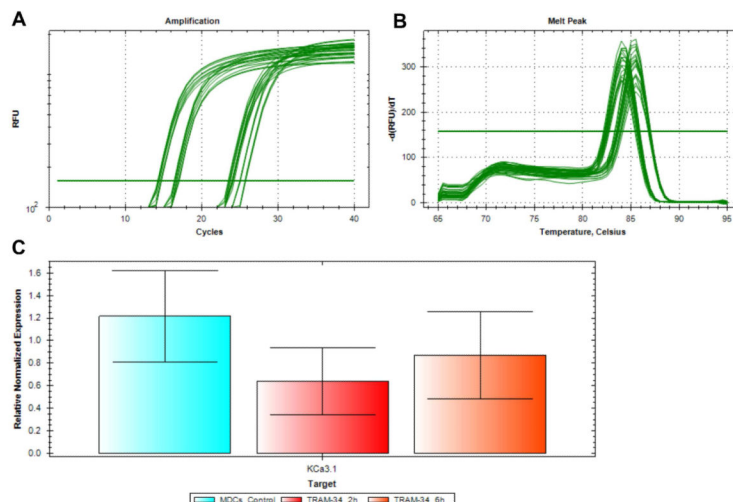 A
Amplification
RFU
10^2
0 10 20 30 40
Cycles
B
Melt Peak
-d(RFU)/dT
300
200
100
0
65 70 75 80 85 90 95
Temperature, Celsius
C
Relative Normalized Expression
1.6
1.4
1.2
1.0
0.8
0.6
0.4
0.2
0.0
KCa3.1
Target
MDCs_Control TRAM-34_2h TRAM-34_6h